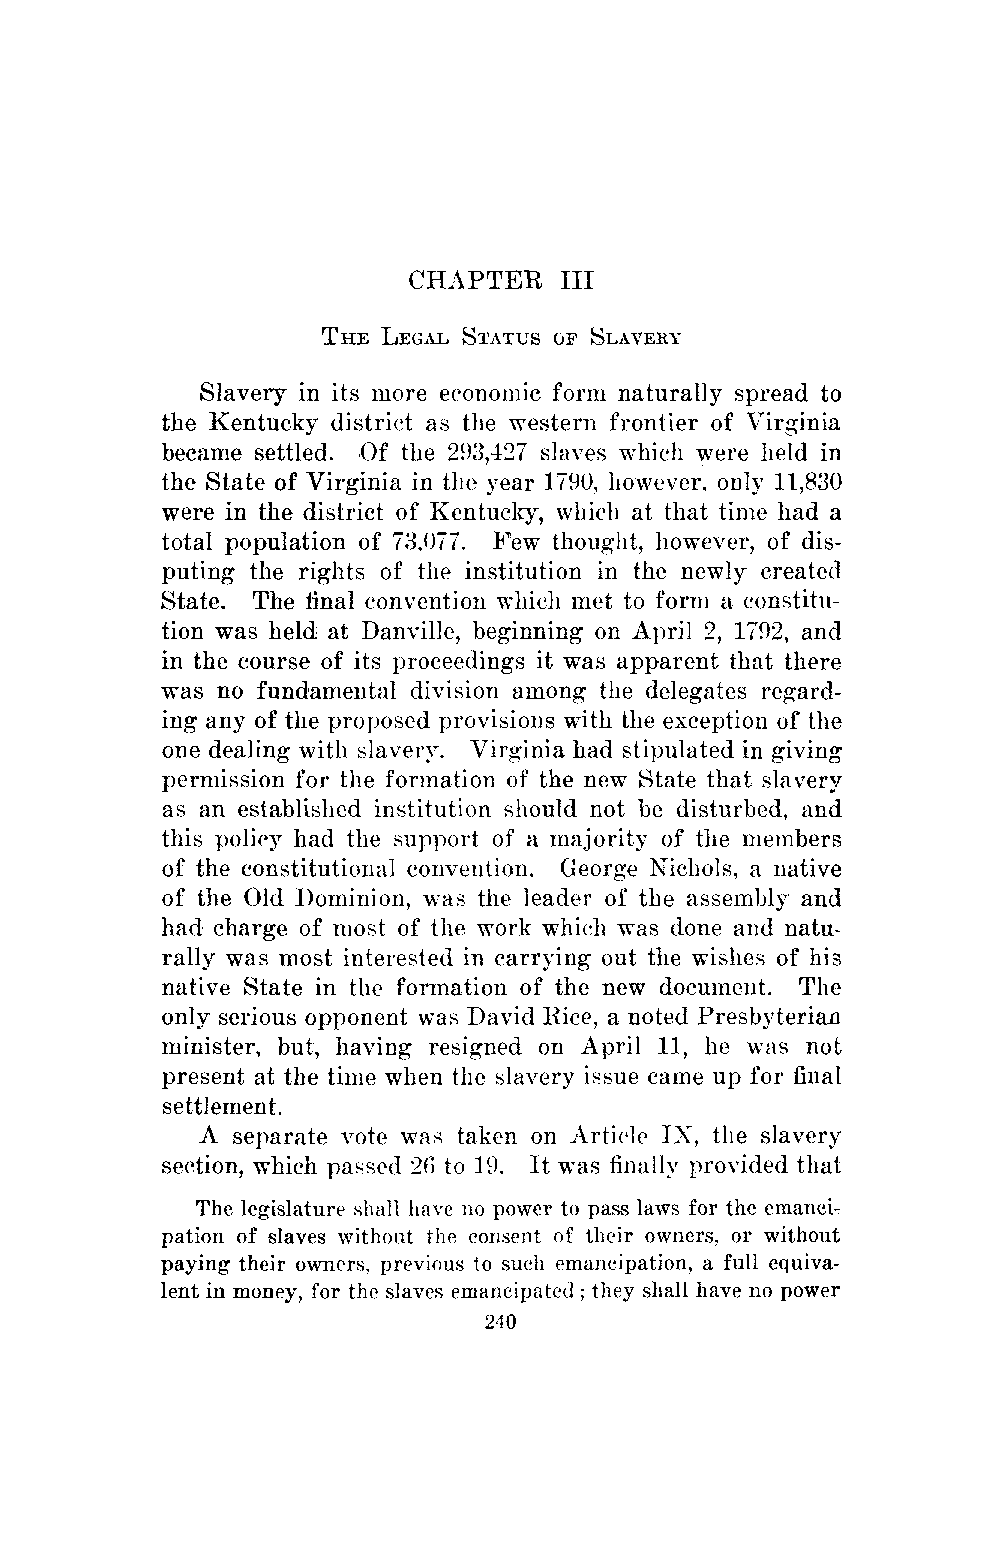 CHAPTER III
THE LEGAL STATUS OF SLAVERY
Slavery in its more economic form naturally spread to
the Kentucky district as the western frontier of Virginia
became settled. Of the 293,427 slaves which were held in
the State of Virginia in the year 1790, however, only 11,830
were in the district of Kentucky, which at that time had a
total population of 73,077. Few thought, however, of dis-
puting the rights of the institution in the newly created
State. The final convention which met to form a constitu-
tion was held at Danville, beginning on April 2, 1792, and
in the course of its proceedings it was apparent that there
was no fundamental division among the delegates regard-
ing any of the proposed provisions with the exception of the
one dealing with slavery. Virginia had stipulated in giving
permission for the formation of the new State that slavery
as an established institution should not be disturbed, and
this policy had the support of a majority of the members
of the constitutional convention. George Nichols, a native
of the Old Dominion, was the leader of the assembly and
had charge of most of the work which was done and natu-
rally was most interested in carrying out the wishes of his
native State in the formation of the new document. The
only serious opponent was David Rice, a noted Presbyterian
minister, but, having resigned on April 11, he was not
present at the time when the slavery issue came up for final
settlement.
A separate vote was taken on Article IX, the slavery
section, which passed 26 to 19. It was finally provided that
The legislature shall have no power to pass laws for the emanci-
pation of slaves without the consent of their owners, or without
paying their owners, previous to such emancipation, a full equiva-
lent in money, for the slaves emancipated; they shall have no power
240